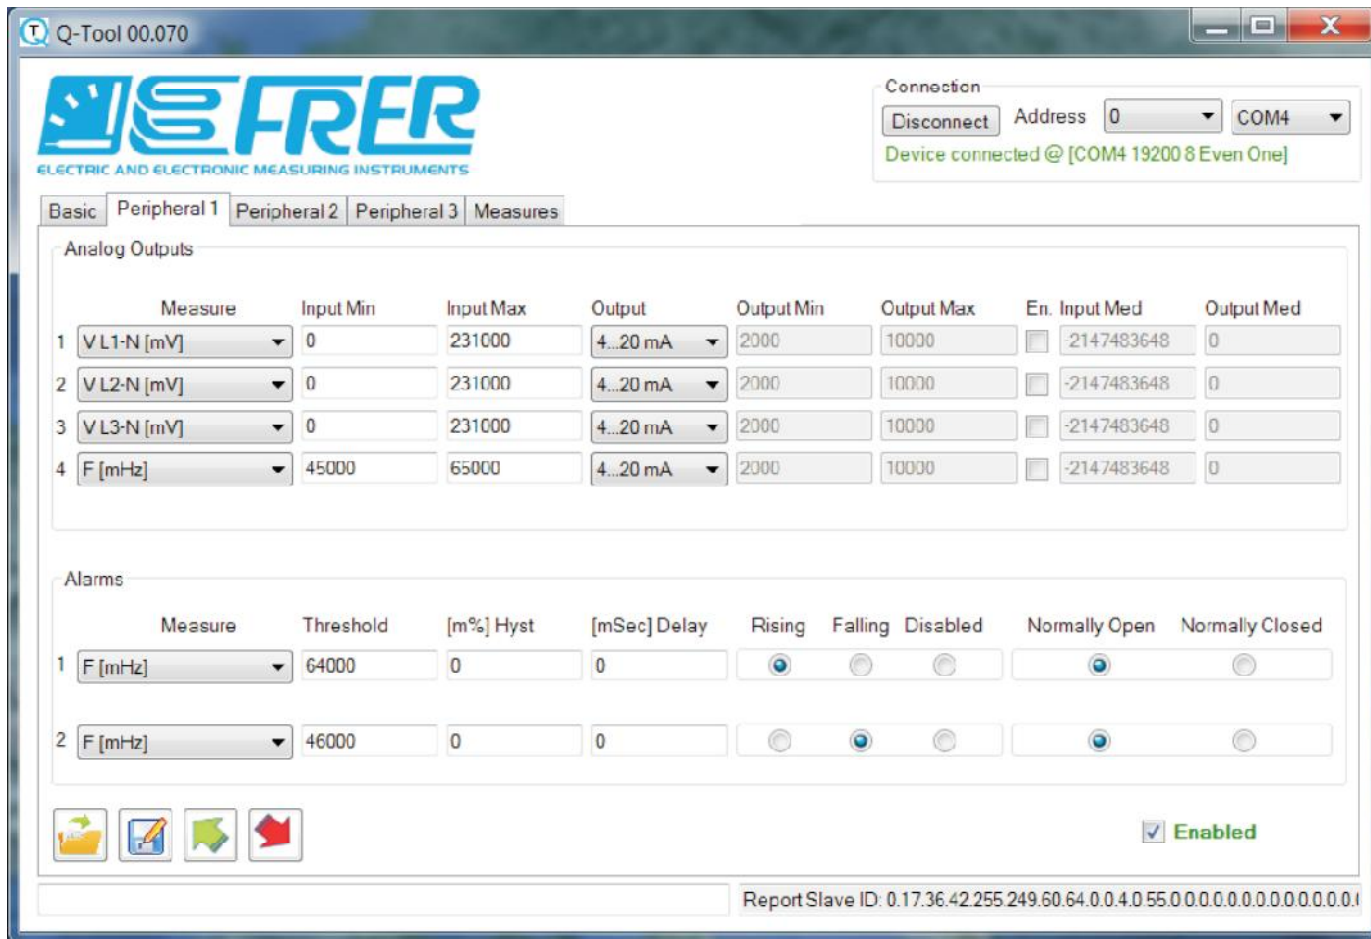 Q-Tool 00.070
FRER
ELECTRIC AND ELECTRONIC MEASURING INSTRUMENTS
Connection
Disconnect Address 0 COM4
Device connected @ [COM4 19200 8 Even One]
Basic Peripheral 1 Peripheral 2 Peripheral 3 Measures
Analog Outputs
Measure Input Min Input Max Output Output Min Output Max En. Input Med Output Med
1 V L1-N [mV] 0 231000 4...20 mA 2000 10000 2147483648 0
2 V L2-N [mV] 0 231000 4...20 mA 2000 10000 -2147483648 0
3 V L3-N [mV] 0 231000 4...20 mA 2000 10000 -2147483648 0
4 F [mHz] 45000 65000 4...20 mA 2000 10000 -2147483648 0
Alarms
Measure Threshold [m%] Hyst [mSec] Delay Rising Falling Disabled Normally Open Normally Closed
1 F [mHz] 64000 0 0
2 F [mHz] 46000 0 0
Enabled
Report Slave ID: 0.17.36.42.255.249.60.64.0.0.4.0.55.0.0.0.0.0.0.0.0.0.0.0.0.